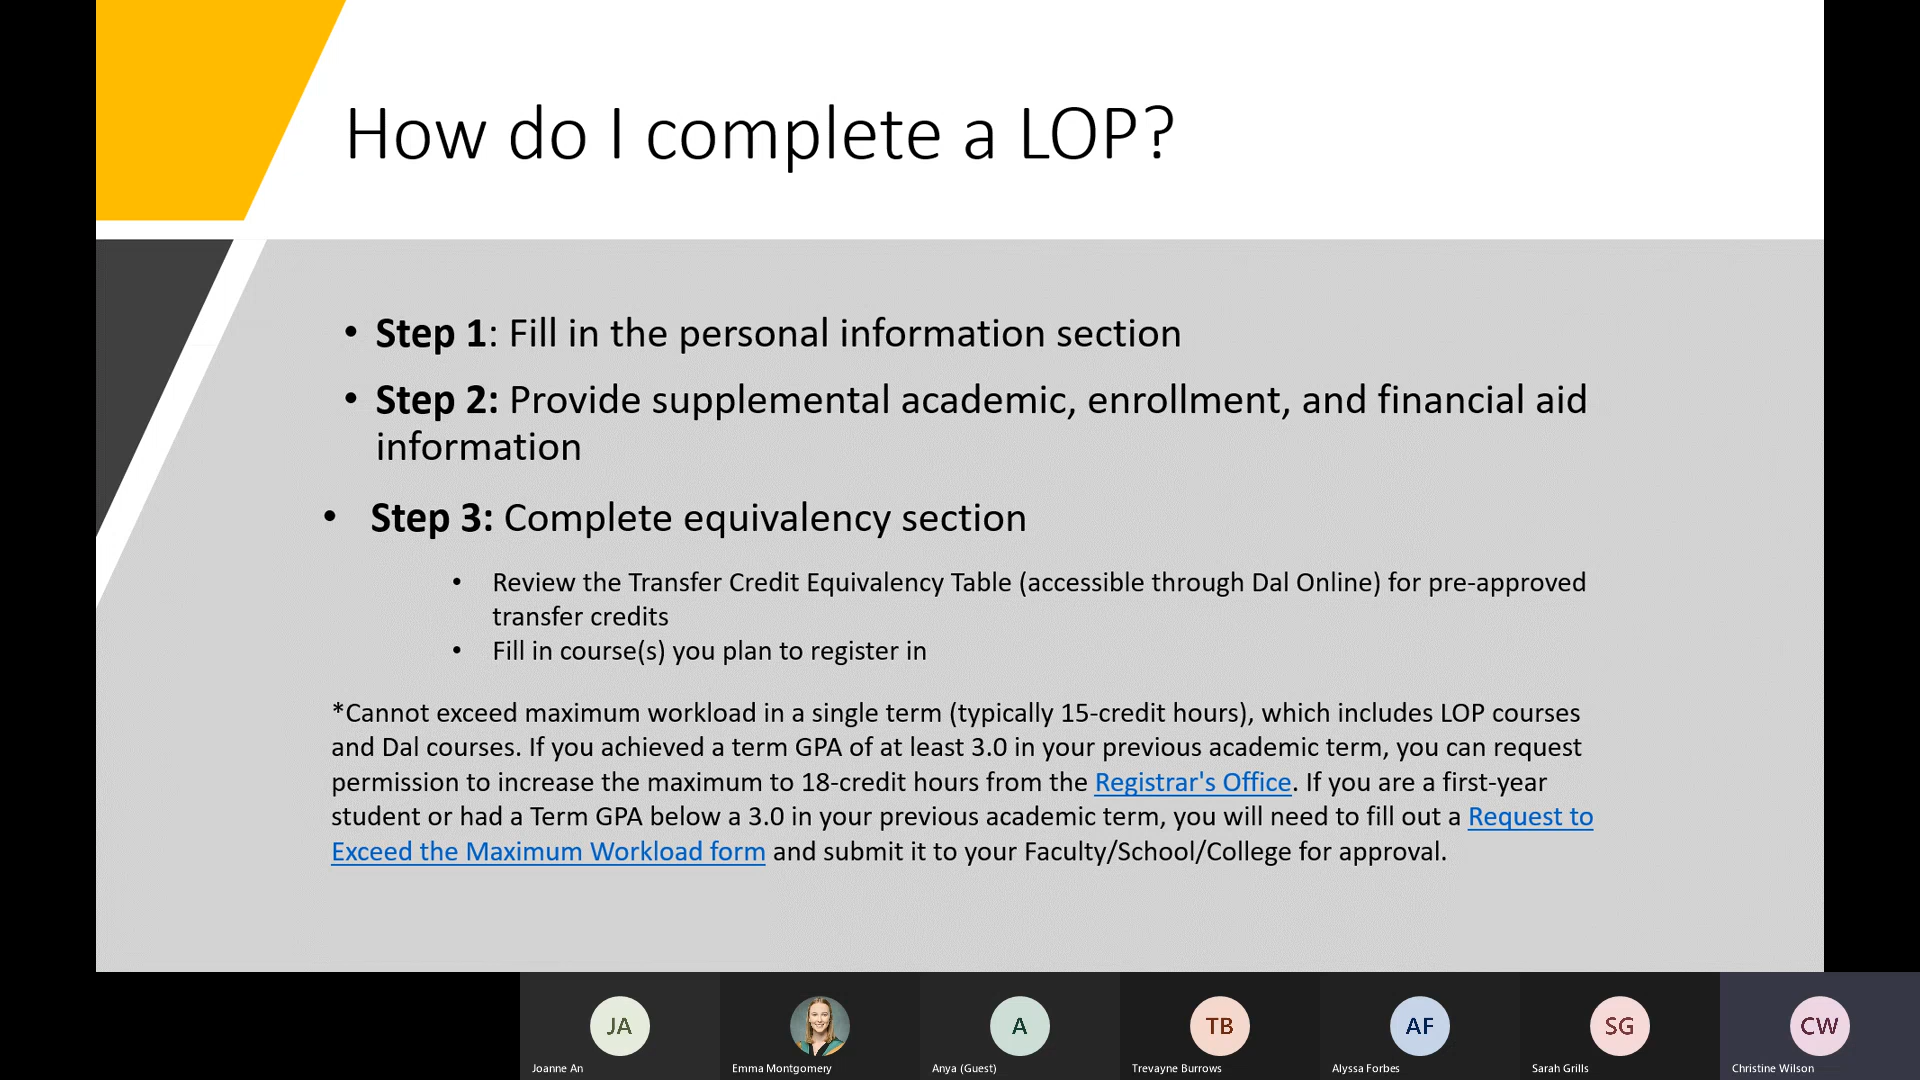 How do I complete a LOP?
• Step 1: Fill in the personal information section
• Step 2: Provide supplemental academic, enrollment, and financial aid
information
• Step 3: Complete equivalency section
• Review the Transfer Credit Equivalency Table (accessible through Dal Online) for pre-approved
transfer credits
• Fill in course(s) you plan to register in
*Cannot exceed maximum workload in a single term (typically 15-credit hours), which includes LOP courses
and Dal courses. If you achieved a term GPA of at least 3.0 in your previous academic term, you can request
permission to increase the maximum to 18-credit hours from the Registrar's Office. If you are a first-year
student or had a Term GPA below a 3.0 in your previous academic term, you will need to fill out a Request to
Exceed the Maximum Workload form and submit it to your Faculty/School/College for approval.
JA
A
TB
AF
SG
CW
Joanne An
Emma Montgomery
Anya (Guest)
Trevayne Burrows
Alyssa Forbes
Sarah Grills
Christine Wilson